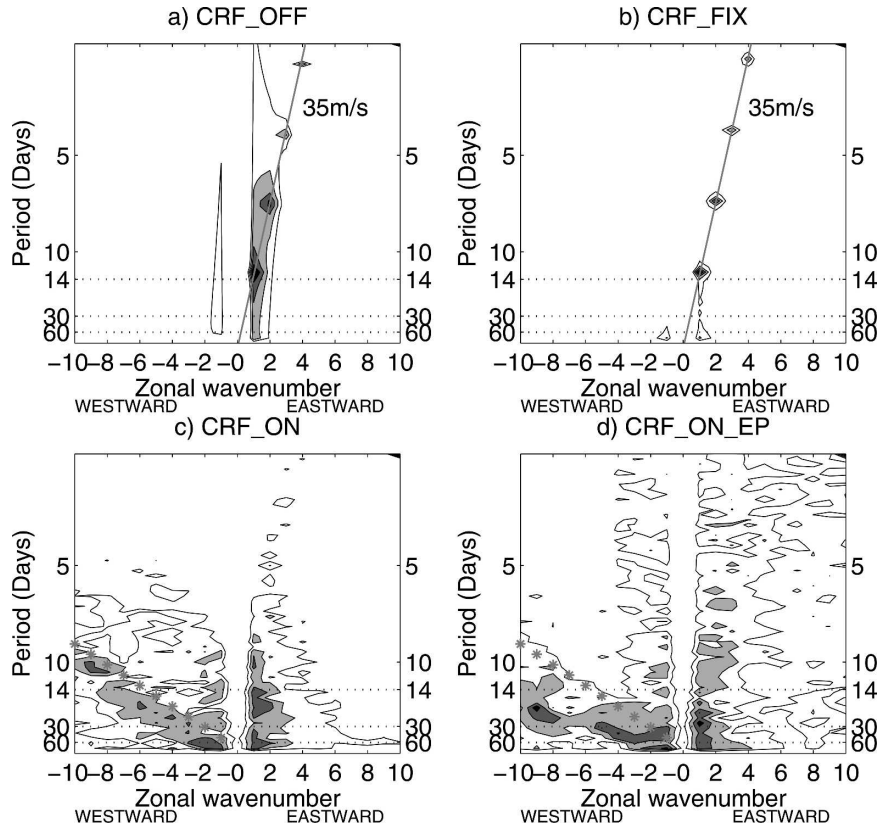 a) CRF_OFF
35m/s
Period (Days)
5
10
14
30
60
5
10
14
30
60
−10 −8 −6 −4 −2 0 2 4 6 8 10
Zonal wavenumber
WESTWARD EASTWARD
b) CRF_FIX
35m/s
Period (Days)
5
10
14
30
60
5
10
14
30
60
−10 −8 −6 −4 −2 0 2 4 6 8 10
Zonal wavenumber
WESTWARD EASTWARD
c) CRF_ON
Period (Days)
5
10
14
30
60
5
10
14
30
60
−10 −8 −6 −4 −2 0 2 4 6 8 10
Zonal wavenumber
WESTWARD EASTWARD
d) CRF_ON_EP
Period (Days)
5
10
14
30
60
5
10
14
30
60
−10 −8 −6 −4 −2 0 2 4 6 8 10
Zonal wavenumber
WESTWARD EASTWARD